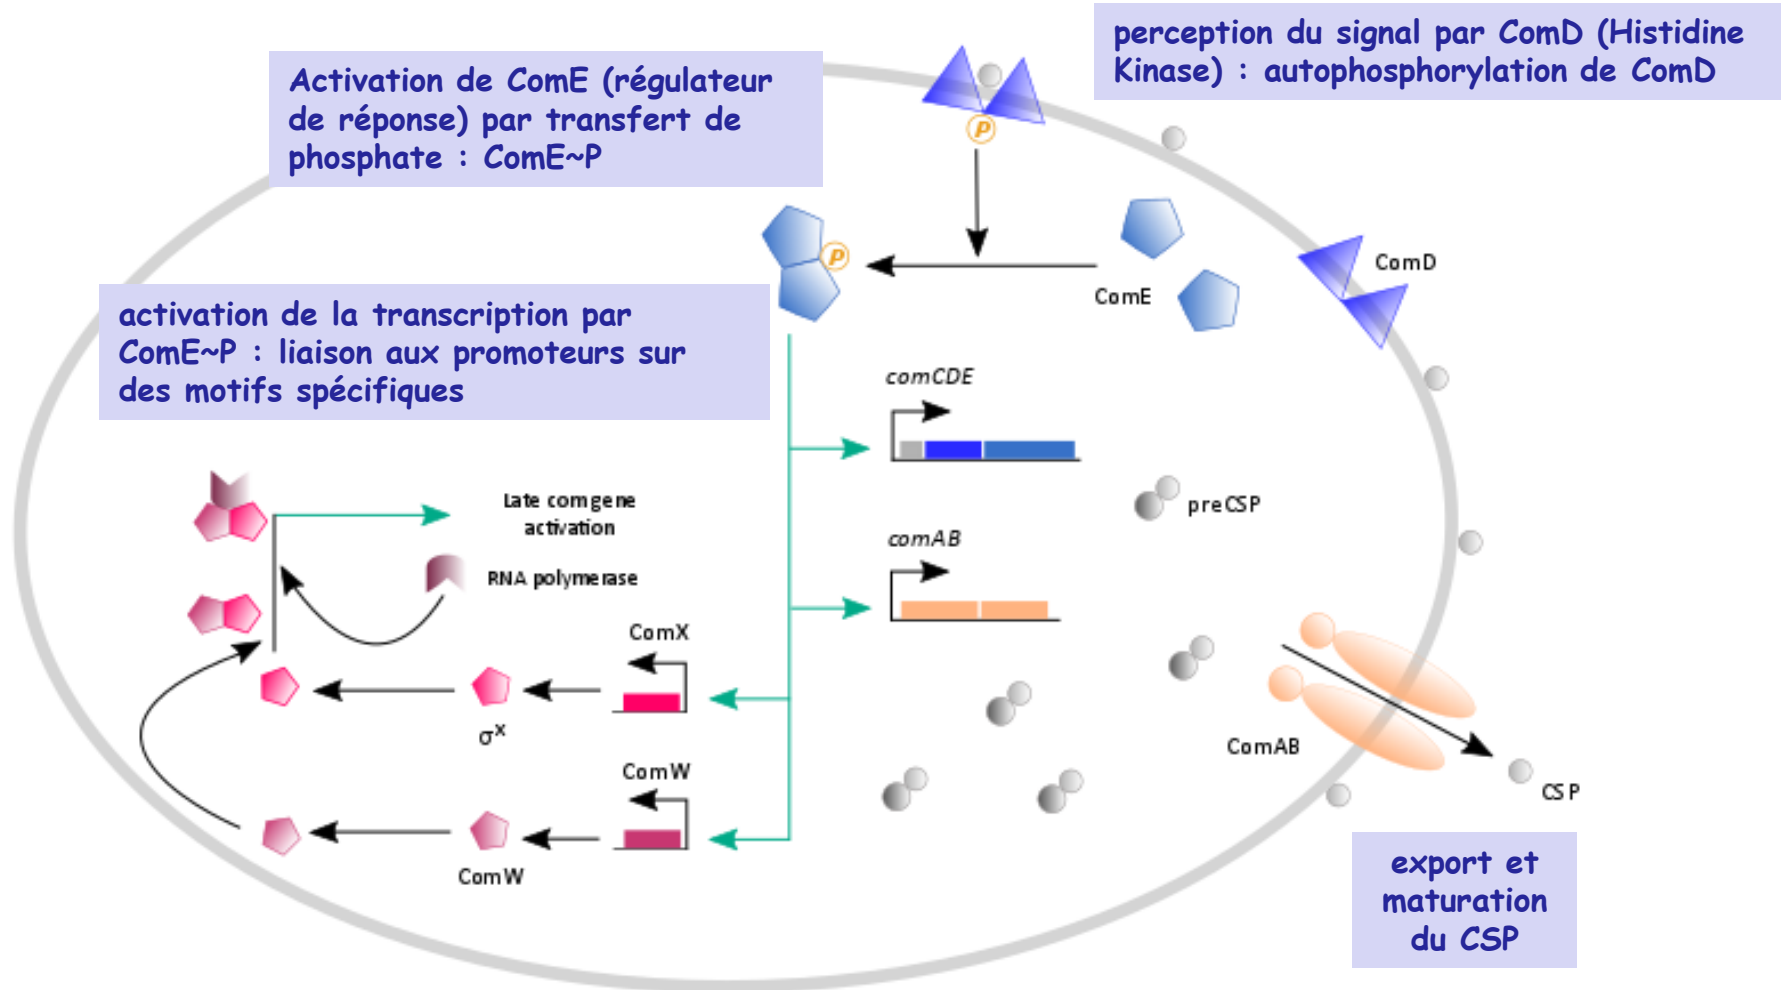 perception du signal par ComD (Histidine
Kinase) : autophosphorylation de ComD
Activation de ComE (régulateur
de réponse) par transfert de
phosphate : ComE~P
P
P
ComD
ComE
activation de la transcription par
ComE~P : liaison aux promoteurs sur
des motifs spécifiques
comCDE
Late com gene
activation
preCSP
comAB
RNA polymerase
ComX
σx
ComAB
ComW
CSP
ComW
export et
maturation
du CSP